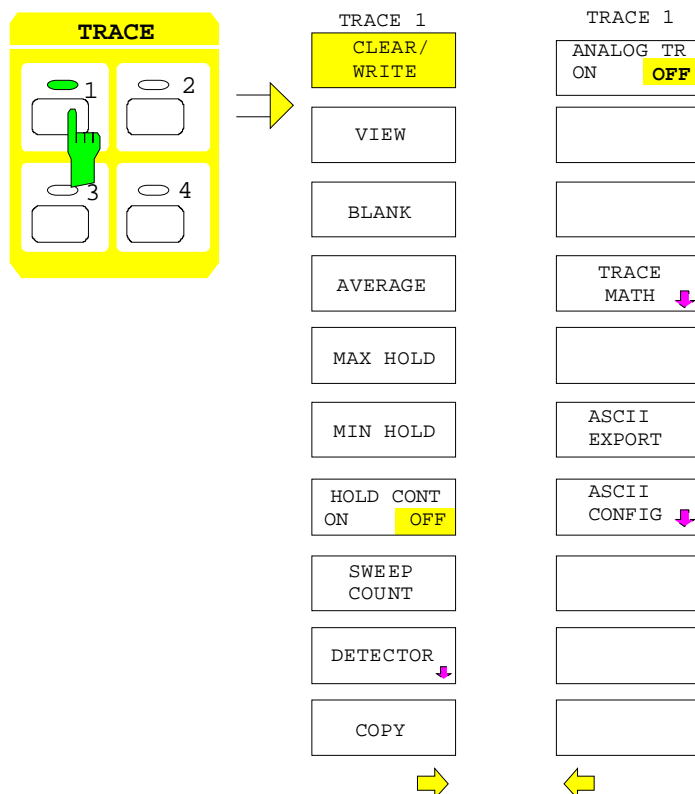 TRACE
1
2
3
4
TRACE 1
CLEAR/
WRITE
VIEW
BLANK
AVERAGE
MAX HOLD
MIN HOLD
HOLD CONT
ON OFF
SWEEP
COUNT
DETECTOR
COPY
TRACE 1
ANALOG TR
ON OFF
TRACE
MATH
ASCII
EXPORT
ASCII
CONFIG